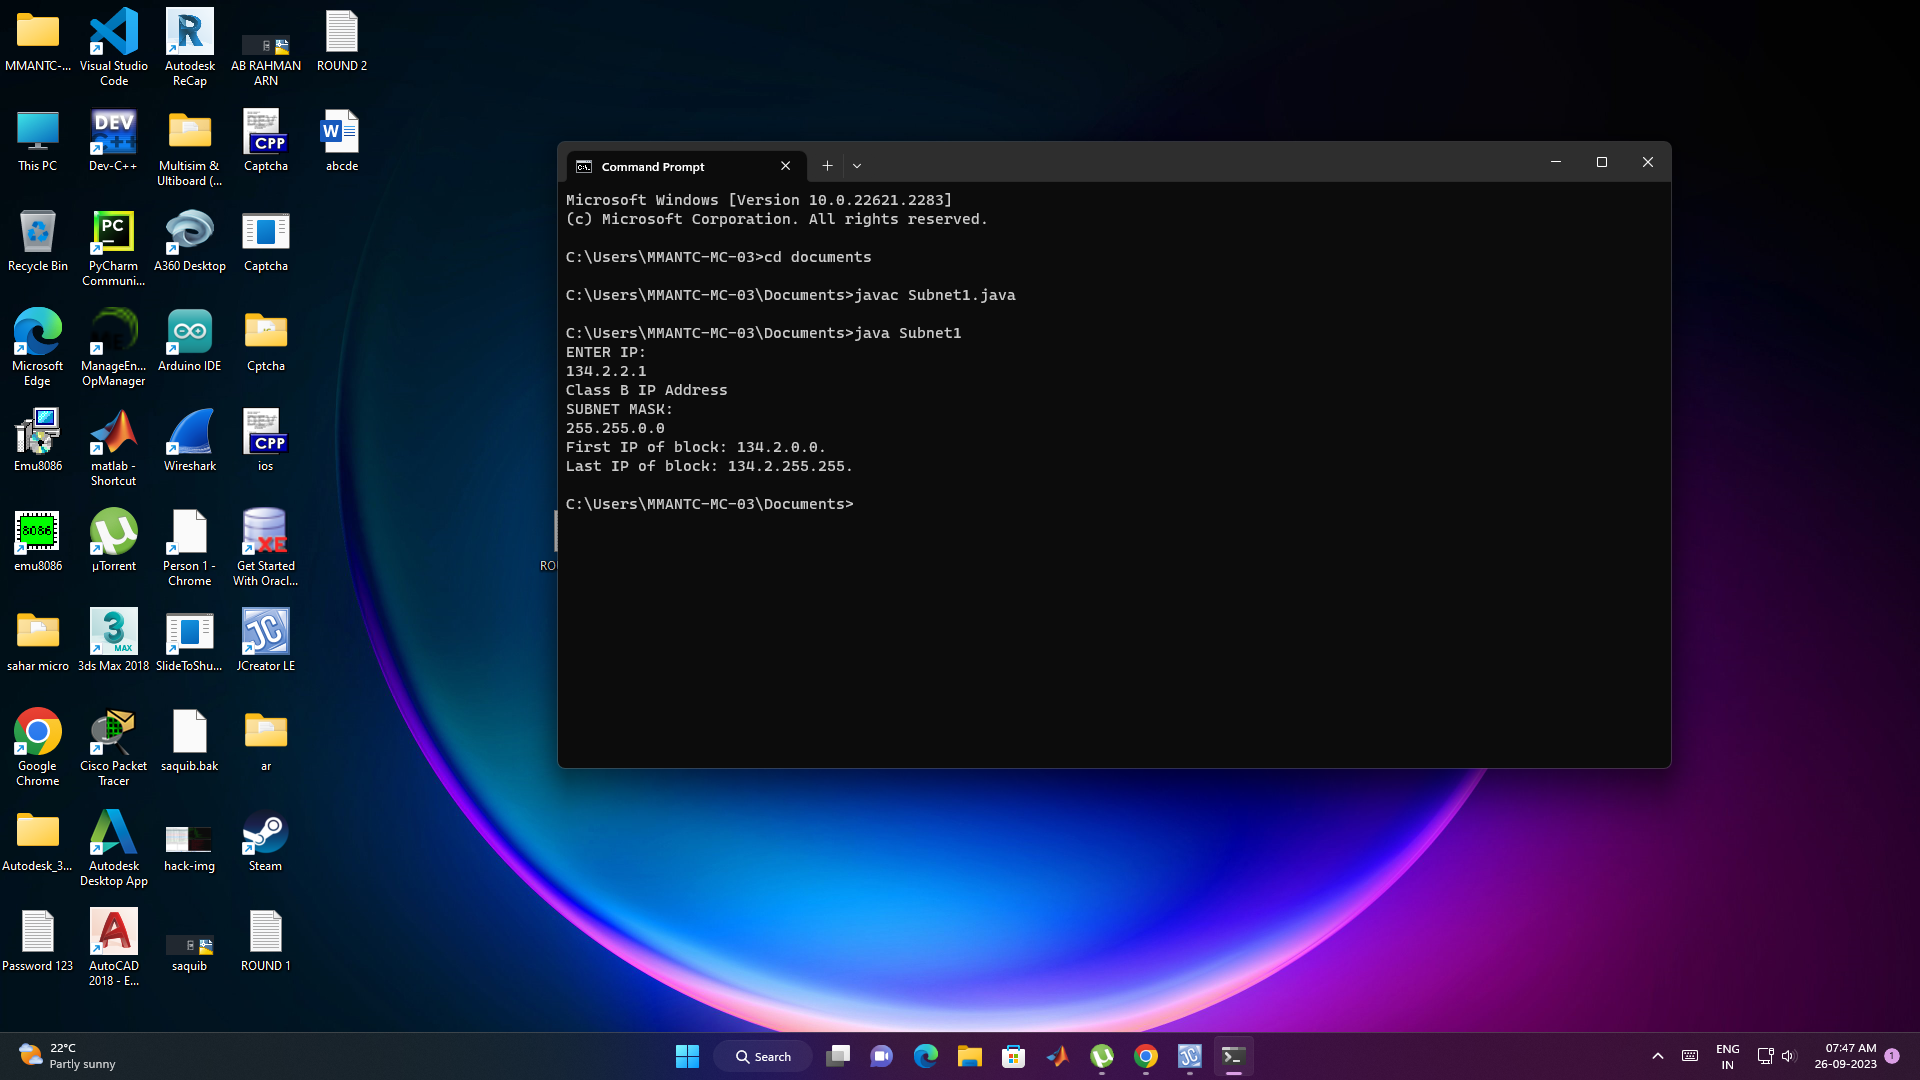 MMANTC-...
Visual Studio
Code
Autodesk
ReCap
AB RAHMAN
ARN
ROUND 2
This PC
Dev-C++
Multisim &
Ultiboard (...
Captcha
abcde
Recycle Bin
PyCharm
Communi...
A360 Desktop
Captcha
Microsoft
Edge
ManageEn...
OpManager
Arduino IDE
Cptcha
Emu8086
matlab -
Shortcut
Wireshark
ios
emu8086
µTorrent
Person 1 -
Chrome
Get Started
With Oracl...
sahar micro
3ds Max 2018
SlideToShu...
JCreator LE
Google
Chrome
Cisco Packet
Tracer
saquib.bak
ar
Autodesk_3...
Autodesk
Desktop App
hack-img
Steam
Password 123
AutoCAD
2018 - E...
saquib
ROUND 1
ROU
Command Prompt
Microsoft Windows [Version 10.0.22621.2283]
(c) Microsoft Corporation. All rights reserved.
C:\Users\MMANTC-MC-03>cd documents
C:\Users\MMANTC-MC-03\Documents>javac Subnet1.java
C:\Users\MMANTC-MC-03\Documents>java Subnet1
ENTER IP:
134.2.2.1
Class B IP Address
SUBNET MASK:
255.255.0.0
First IP of block: 134.2.0.0.
Last IP of block: 134.2.255.255.
C:\Users\MMANTC-MC-03\Documents>
22°C
Partly sunny
Search
ENG
IN
07:47 AM
26-09-2023
1